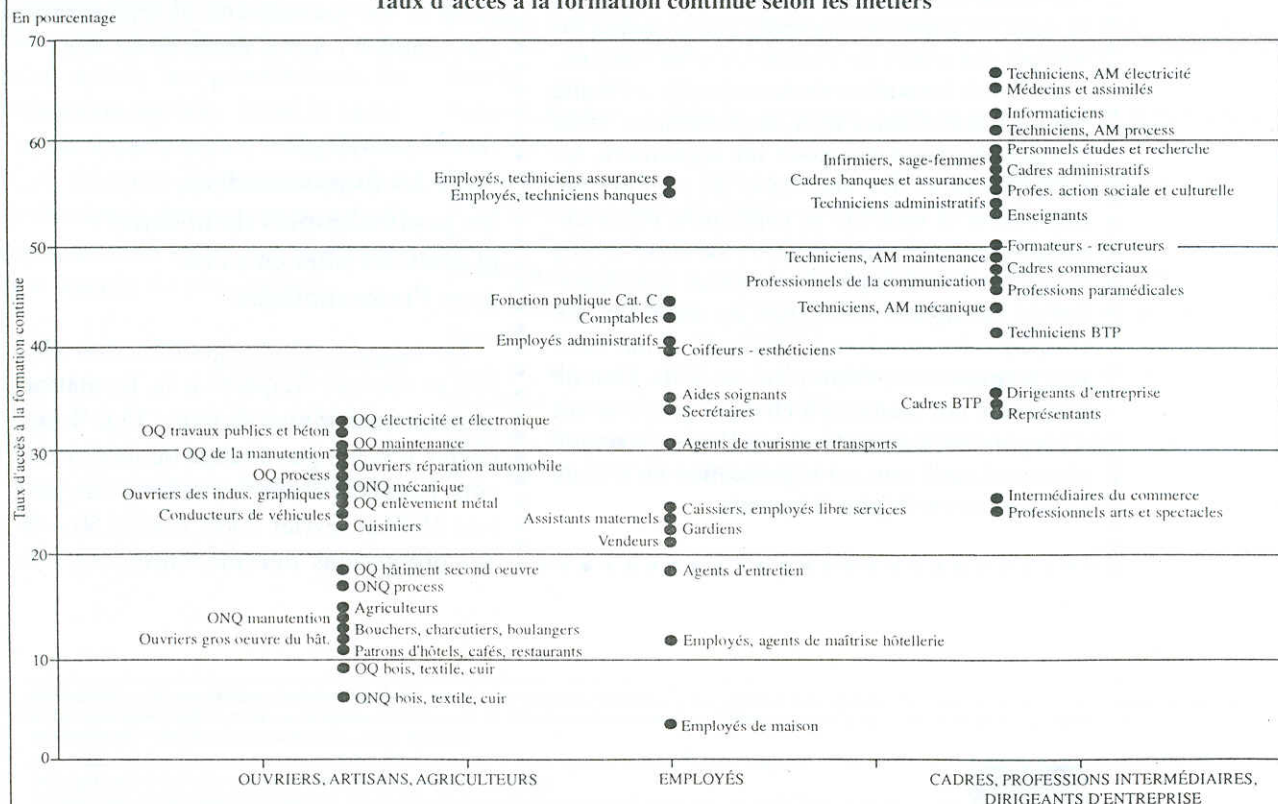 Taux d'accès à la formation continue selon les métiers
En pourcentage
70
60
50
40
30
20
10
0
Taux d'accès à la formation continue
OQ électricité et électronique
OQ travaux publics et béton
OQ maintenance
OQ de la manutention
Ouvriers réparation automobile
OQ process
ONQ mécanique
Ouvriers des indus. graphiques
OQ enlèvement métal
Conducteurs de véhicules
Cuisiniers
OQ bâtiment second oeuvre
ONQ process
Agriculteurs
ONQ manutention
Bouchers, charcutiers, boulangers
Ouvriers gros oeuvre du bât.
Patrons d'hôtels, cafés, restaurants
OQ bois, textile, cuir
ONQ bois, textile, cuir
Employés, techniciens assurances
Employés, techniciens banques
Fonction publique Cat. C
Comptables
Employés administratifs
Coiffeurs - esthéticiens
Aides soignants
Secrétaires
Agents de tourisme et transports
Caissiers, employés libre services
Assistants maternels
Gardiens
Vendeurs
Agents d'entretien
Employés, agents de maîtrise hôtellerie
Employés de maison
Techniciens, AM électricité
Médecins et assimilés
Informaticiens
Techniciens, AM process
Personnels études et recherche
Infirmiers, sage-femmes
Cadres administratifs
Cadres banques et assurances
Profes. action sociale et culturelle
Techniciens administratifs
Enseignants
Formateurs - recruteurs
Techniciens, AM maintenance
Cadres commerciaux
Professionnels de la communication
Professions paramédicales
Techniciens, AM mécanique
Techniciens BTP
Dirigeants d'entreprise
Cadres BTP
Représentants
Intermédiaires du commerce
Professionnels arts et spectacles
OUVRIERS, ARTISANS, AGRICULTEURS
EMPLOYÉS
CADRES, PROFESSIONS INTERMÉDIAIRES,
DIRIGEANTS D'ENTREPRISE